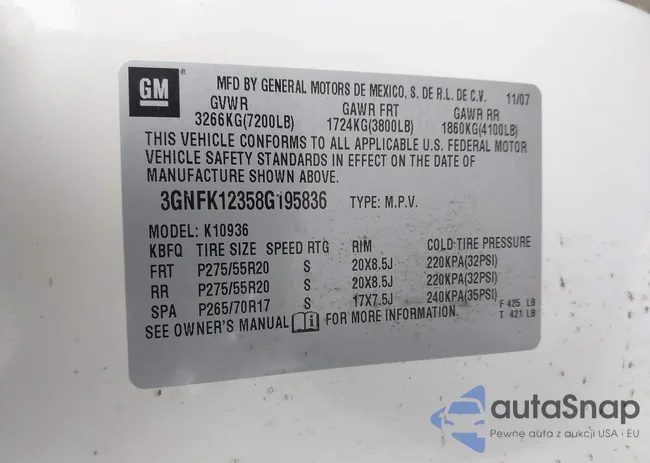 GM ®
MFD BY GENERAL MOTORS DE MEXICO, S. DE R.L. DE C.V. 11/07
GVWR GAWR FRT GAWR RR
3266KG(7200LB) 1724KG(3800LB) 1860KG(4100LB)
THIS VEHICLE CONFORMS TO ALL APPLICABLE U.S. FEDERAL MOTOR
VEHICLE SAFETY STANDARDS IN EFFECT ON THE DATE OF
MANUFACTURE SHOWN ABOVE.
3GNFK12358G195836 TYPE: M.P.V.
MODEL: K10936
KBFQ TIRE SIZE SPEED RTG RIM COLD TIRE PRESSURE
FRT P275/55R20 S 20X8.5J 220KPA(32PSI)
RR P275/55R20 S 20X8.5J 220KPA(32PSI)
SPA P265/70R17 S 17X7.5J 240KPA(35PSI)
F 425 LB
T 421 LB
SEE OWNER'S MANUAL i FOR MORE INFORMATION.
autaSnap
Pewne auta z aukcji USA i EU